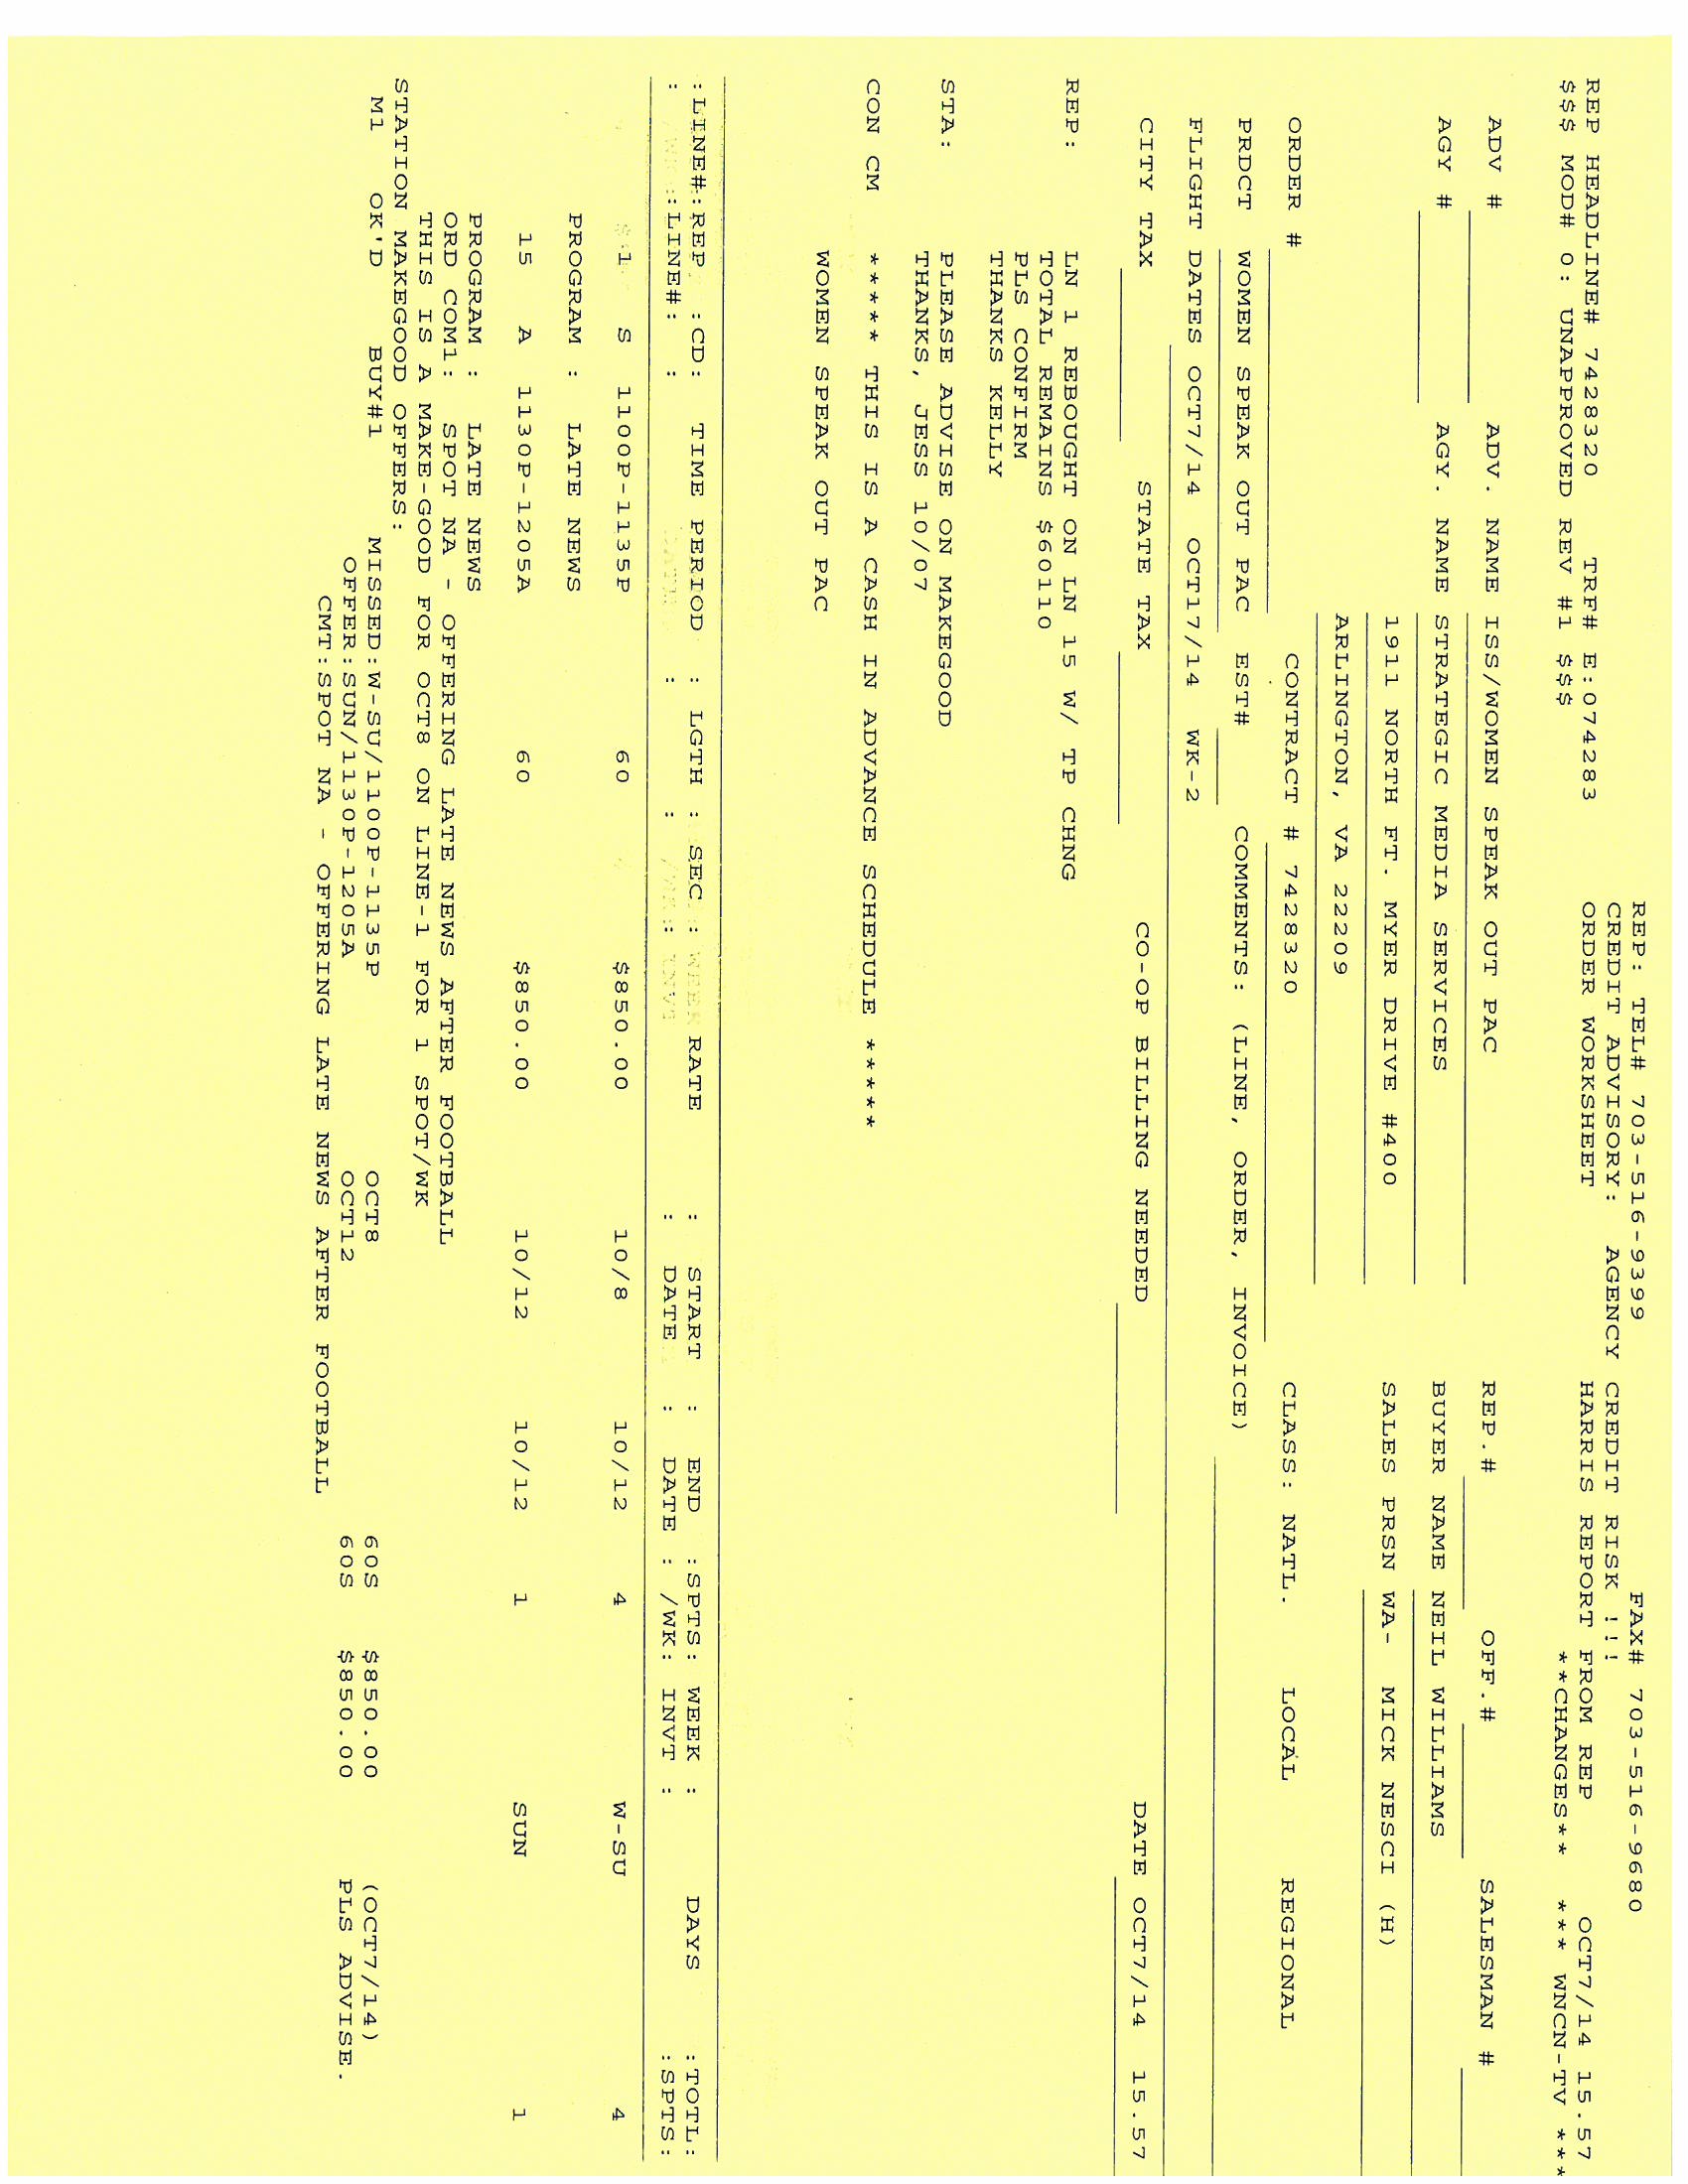 REP: TEL# 703-516-9399 FAX# 703-516-9680
CREDIT ADVISORY: AGENCY CREDIT RISK !!!
REP HEADLINE# 7428320 TRF# E:074283 ORDER WORKSHEET HARRIS REPORT FROM REP OCT7/14 15.57
$$$ MOD# 0: UNAPPROVED REV #1 $$$ **CHANGES** *** WNCN-TV ***
ADV # ADV. NAME ISS/WOMEN SPEAK OUT PAC REP.# OFF.# SALESMAN #
AGY # AGY. NAME STRATEGIC MEDIA SERVICES BUYER NAME NEIL WILLIAMS
1911 NORTH FT. MYER DRIVE #400 SALES PRSN WA- MICK NESCI (H)
ARLINGTON, VA 22209
ORDER # CONTRACT # 7428320 CLASS: NATL. LOCAL REGIONAL
PRDCT WOMEN SPEAK OUT PAC EST# COMMENTS: (LINE, ORDER, INVOICE)
FLIGHT DATES OCT7/14 OCT17/14 WK-2
CITY TAX STATE TAX CO-OP BILLING NEEDED DATE OCT7/14 15.57
REP: LN 1 REBOUGHT ON LN 15 W/ TP CHNG
TOTAL REMAINS $60110
PLS CONFIRM
THANKS KELLY
STA: PLEASE ADVISE ON MAKEGOOD
THANKS, JESS 10/07
CON CM ***** THIS IS A CASH IN ADVANCE SCHEDULE *****
WOMEN SPEAK OUT PAC
:LINE#:REP :CD: TIME PERIOD : LGTH : SEC : WEEK RATE : START : END :SPTS: WEEK : DAYS :TOTL:
: :LINE#: : : : : : DATE : DATE : /WK: INVT : :SPTS:
1 S 1100P-1135P 60 $850.00 10/8 10/12 4 W-SU 4
PROGRAM : LATE NEWS
15 A 1130P-1205A 60 $850.00 10/12 10/12 1 SUN 1
PROGRAM : LATE NEWS
ORD COM1: SPOT NA - OFFERING LATE NEWS AFTER FOOTBALL
THIS IS A MAKE-GOOD FOR OCT8 ON LINE-1 FOR 1 SPOT/WK
STATION MAKEGOOD OFFERS:
M1 OK'D BUY#1 MISSED:W-SU/1100P-1135P OCT8 60S $850.00 (OCT7/14)
OFFER:SUN/1130P-1205A OCT12 60S $850.00 PLS ADVISE.
CMT:SPOT NA - OFFERING LATE NEWS AFTER FOOTBALL